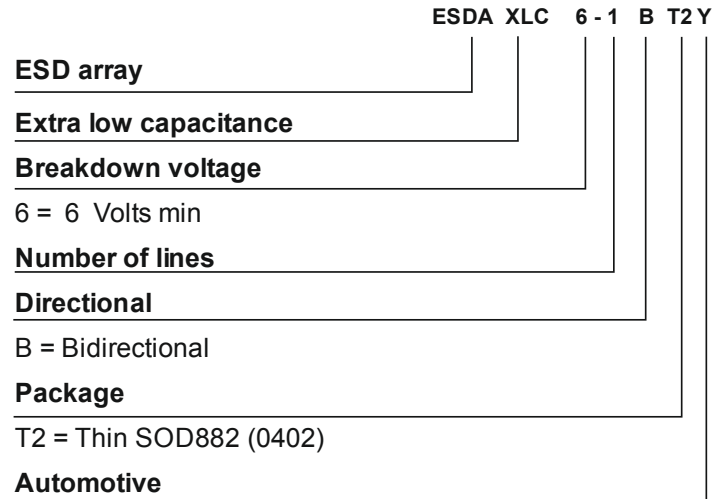 ESDA XLC 6 - 1 B T2 Y
ESD array
Extra low capacitance
Breakdown voltage
6 = 6 Volts min
Number of lines
Directional
B = Bidirectional
Package
T2 = Thin SOD882 (0402)
Automotive